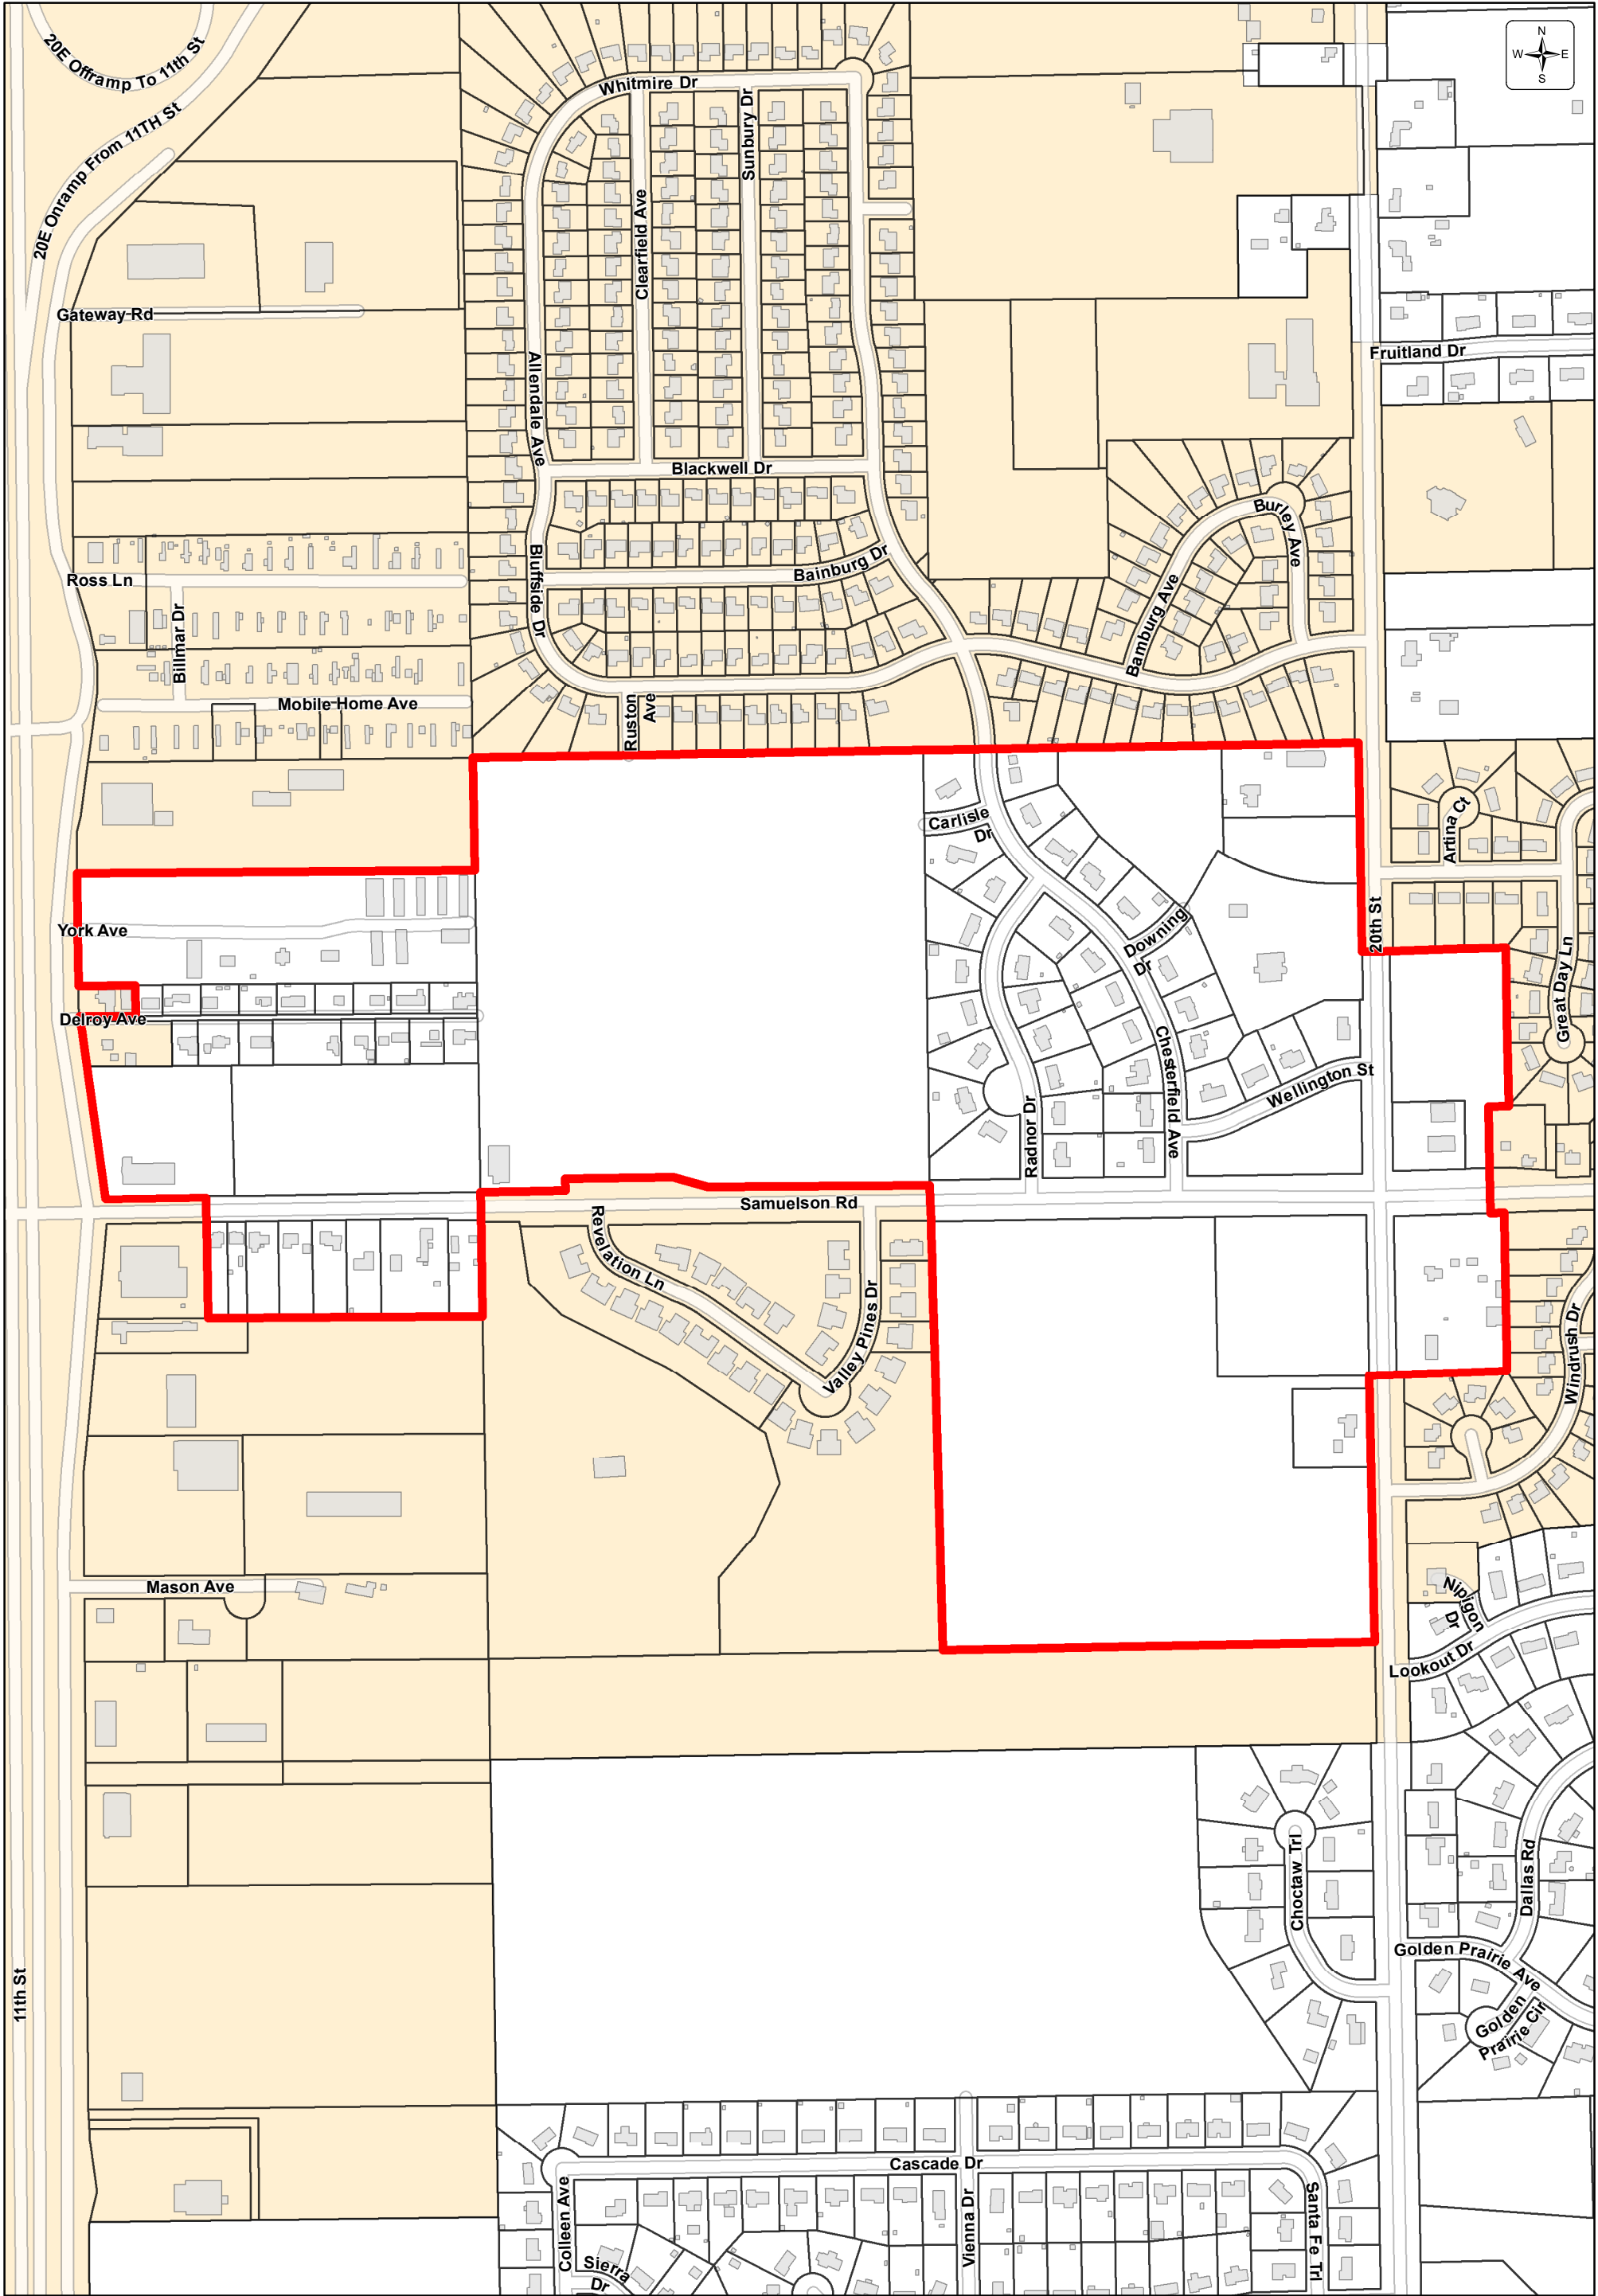 20E Offramp To 11th St
N
W E
S
Whitmire Dr
Sunbury Dr
20E Onramp From 11TH St
Clearfield Ave
Gateway Rd
Fruitland Dr
Allendale Ave
Blackwell Dr
Burley Ave
Bluffside Dr
Bainburg Dr
Ross Ln
Billmar Dr
Bamburg Ave
Mobile Home Ave
Ruston
Ave
Carlisle
Dr
Artina Ct
York Ave
Downing
Dr
20th St
Great Day Ln
Delroy Ave
Chesterfield Ave
Wellington St
Radnor Dr
Samuelson Rd
Revelation Ln
Valley Pines Dr
Windrush Dr
Mason Ave
Nipigon
Dr
Lookout Dr
Choctaw Trl
Dallas Rd
Golden Prairie Ave
11th St
Golden
Prairie Cir
Cascade Dr
Colleen Ave
Vienna Dr
Santa Fe Trl
Sierra
Dr